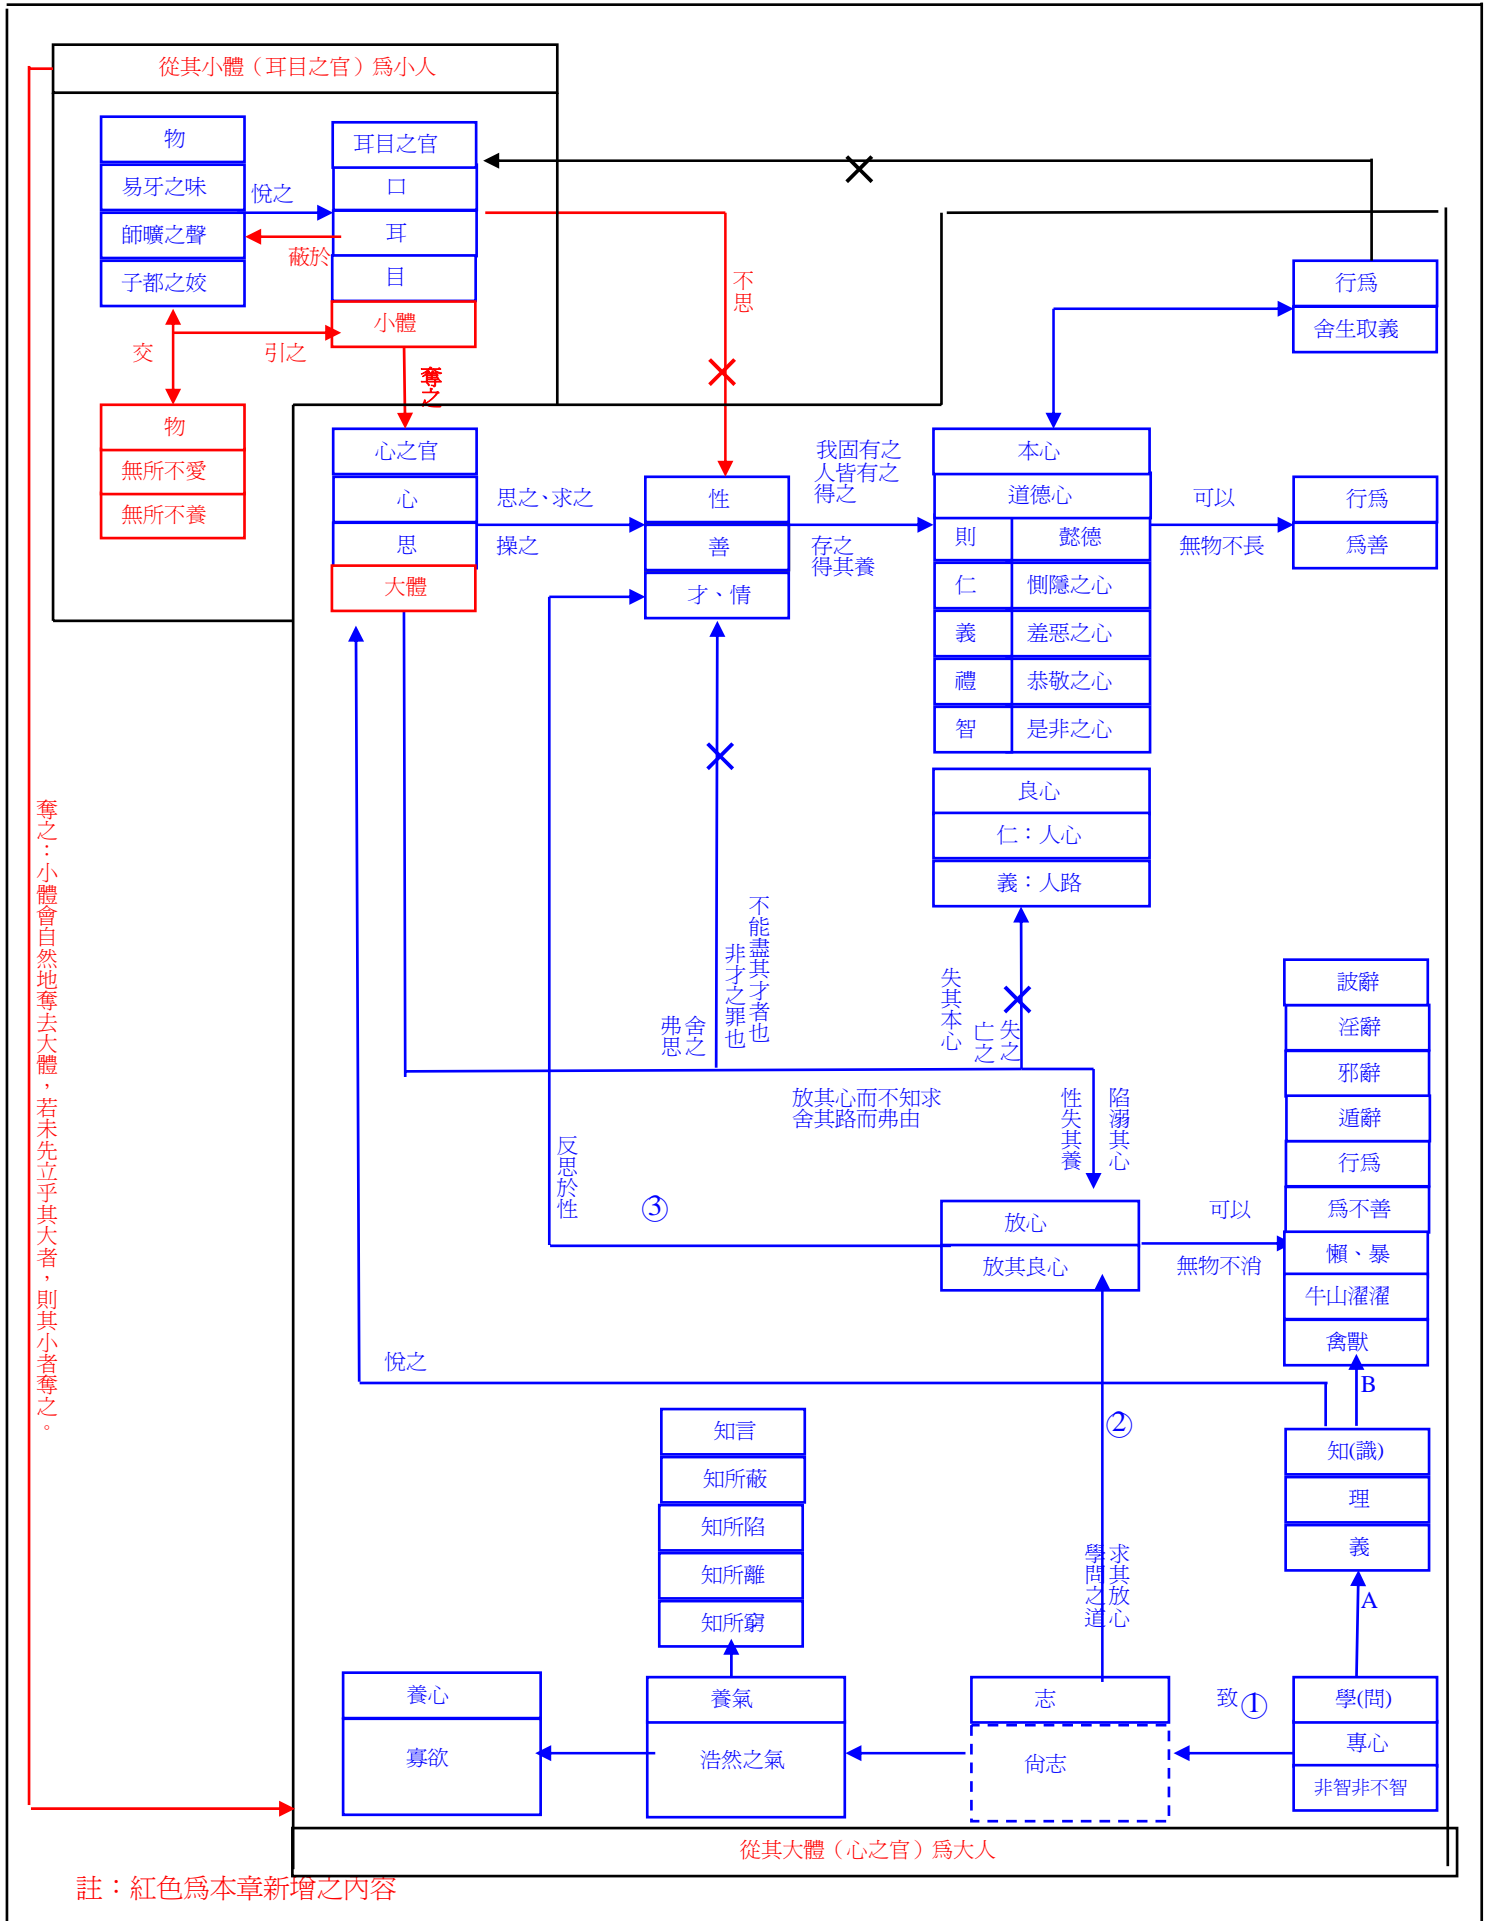 從其小體（耳目之官）爲小人
物
易牙之味
師曠之聲
子都之姣
悅之
蔽於
耳目之官
口
耳
目
小體
交
引之
奪之
不思
物
無所不愛
無所不養
行爲
舍生取義
心之官
心
思
大體
思之、求之
操之
性
善
才、情
我固有之
人皆有之
得之
存之
得其養
本心
道德心
則
懿德
仁
惻隱之心
義
羞惡之心
禮
恭敬之心
智
是非之心
可以
無物不長
行爲
爲善
良心
仁：人心
義：人路
奪之：小體會自然地奪去大體，若未先立乎其大者，則其小者奪之。
不能盡其才者也
非才之罪也
舍之
弗思
失其本心
失之
亡之
放其心而不知求
舍其路而弗由
陷溺其心
性失其養
反思於性
③
放心
放其良心
可以
無物不消
詖辭
淫辭
邪辭
遁辭
行爲
爲不善
懶、暴
牛山濯濯
禽獸
B
悅之
②
知言
知所蔽
知所陷
知所離
知所窮
知(識)
理
義
A
求其放心
學問之道
養心
寡欲
養氣
浩然之氣
志
尙志
致①
學(問)
專心
非智非不智
從其大體（心之官）爲大人
註：紅色爲本章新增之內容